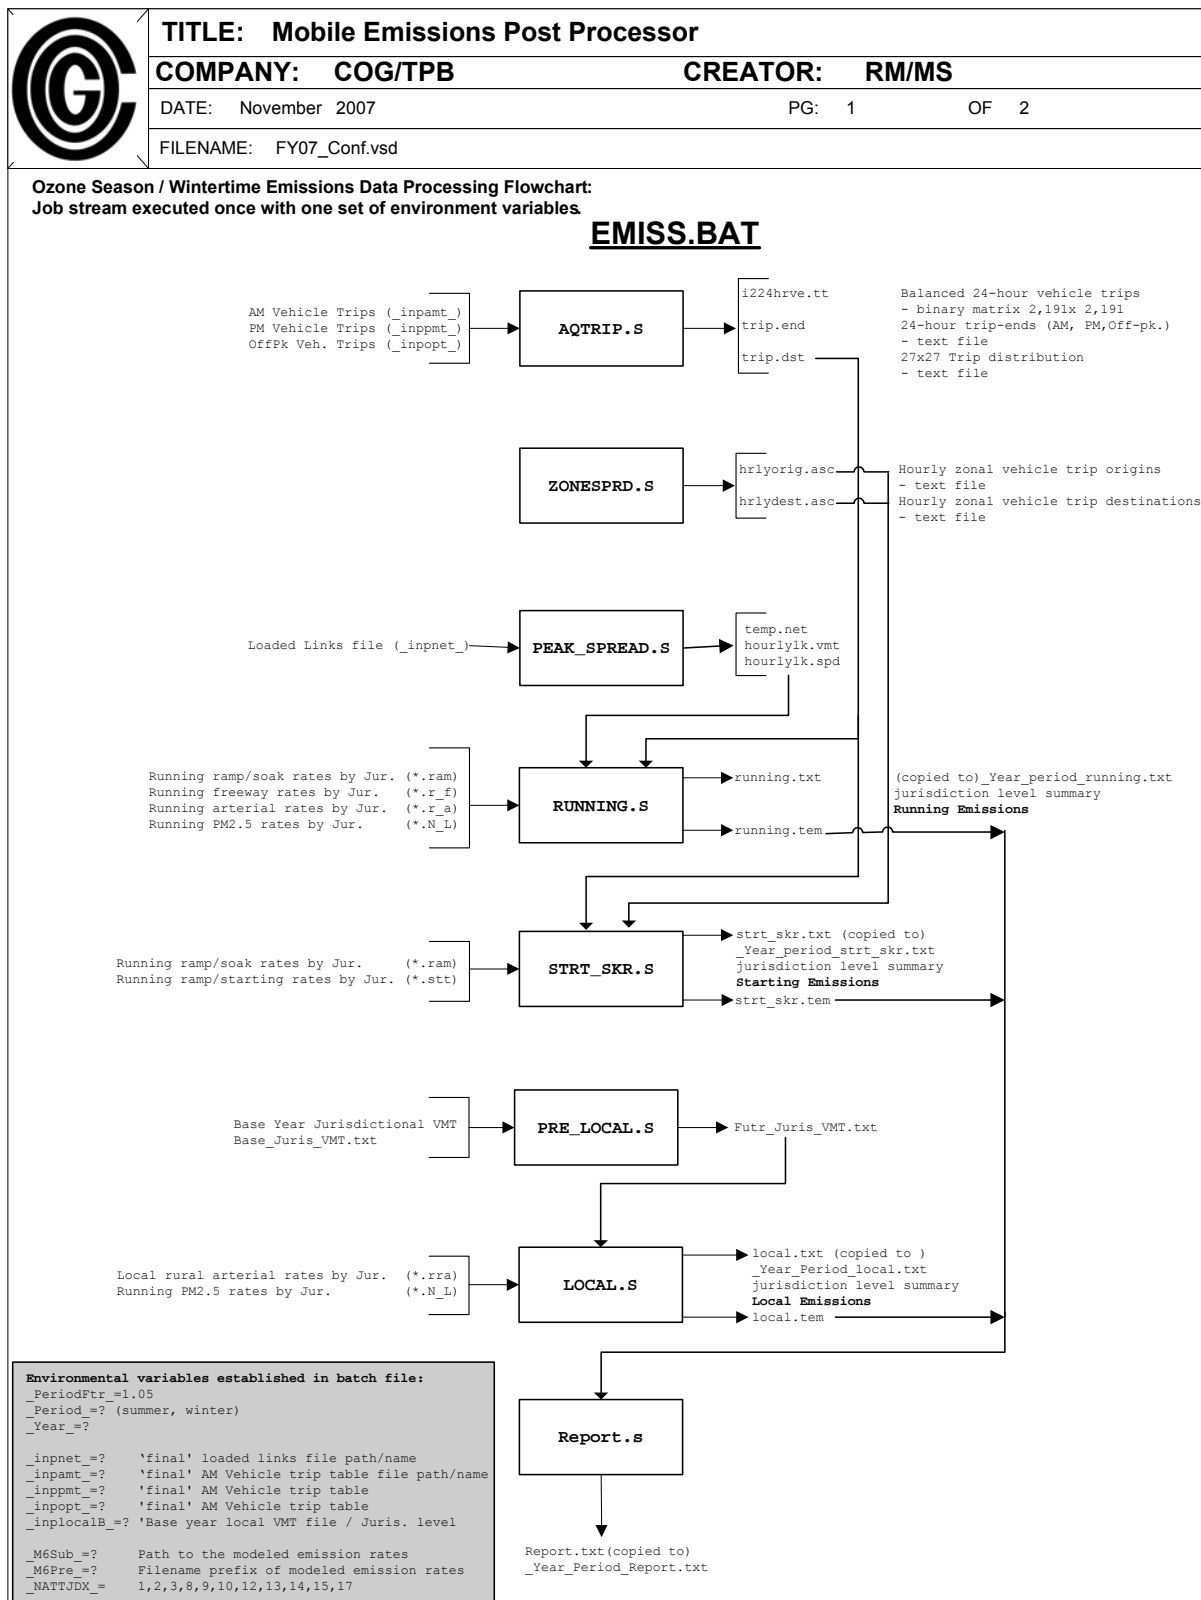 COG
TITLE: Mobile Emissions Post Processor
COMPANY: COG/TPB CREATOR: RM/MS
DATE: November 2007 PG: 1 OF 2
FILENAME: FY07_Conf.vsd
Ozone Season / Wintertime Emissions Data Processing Flowchart:
Job stream executed once with one set of environment variables.
EMISS.BAT
AM Vehicle Trips (_inpamt_)
PM Vehicle Trips (_inppmt_)
OffPk Veh. Trips (_inpopt_)
AQTRIP.S
i224hrve.tt
trip.end
trip.dst
Balanced 24-hour vehicle trips
- binary matrix 2,191x 2,191
24-hour trip-ends (AM, PM,Off-pk.)
- text file
27x27 Trip distribution
- text file
ZONESPRD.S
hrlyorig.asc
hrlydest.asc
Hourly zonal vehicle trip origins
- text file
Hourly zonal vehicle trip destinations
- text file
Loaded Links file (_inpnet_)
PEAK_SPREAD.S
temp.net
hourlylk.vmt
hourlylk.spd
Running ramp/soak rates by Jur. (*.ram)
Running freeway rates by Jur. (*.r_f)
Running arterial rates by Jur. (*.r_a)
Running PM2.5 rates by Jur. (*.N_L)
RUNNING.S
running.txt
running.tem
(copied to)_Year_period_running.txt
jurisdiction level summary
Running Emissions
Running ramp/soak rates by Jur. (*.ram)
Running ramp/starting rates by Jur. (*.stt)
STRT_SKR.S
strt_skr.txt (copied to)
_Year_period_strt_skr.txt
jurisdiction level summary
Starting Emissions
strt_skr.tem
Base Year Jurisdictional VMT
Base_Juris_VMT.txt
PRE_LOCAL.S
Futr_Juris_VMT.txt
Local rural arterial rates by Jur. (*.rra)
Running PM2.5 rates by Jur. (*.N_L)
LOCAL.S
local.txt (copied to )
_Year_Period_local.txt
jurisdiction level summary
Local Emissions
local.tem
Environmental variables established in batch file:
_PeriodFtr_=1.05
_Period_=? (summer, winter)
_Year_=?
_inpnet_=? 'final' loaded links file path/name
_inpamt_=? 'final' AM Vehicle trip table file path/name
_inppmt_=? 'final' AM Vehicle trip table
_inpopt_=? 'final' AM Vehicle trip table
_inplocalB_=? 'Base year local VMT file / Juris. level
_M6Sub_=? Path to the modeled emission rates
_M6Pre_=? Filename prefix of modeled emission rates
_NATTJDX_= 1,2,3,8,9,10,12,13,14,15,17
Report.s
Report.txt(copied to)
_Year_Period_Report.txt